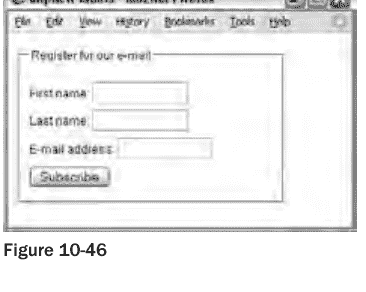 File Edit View History Bookmarks Tools Help
Register for our e-mail
First name:
Last name:
E-mail address:
Subscribe
Figure 10-46